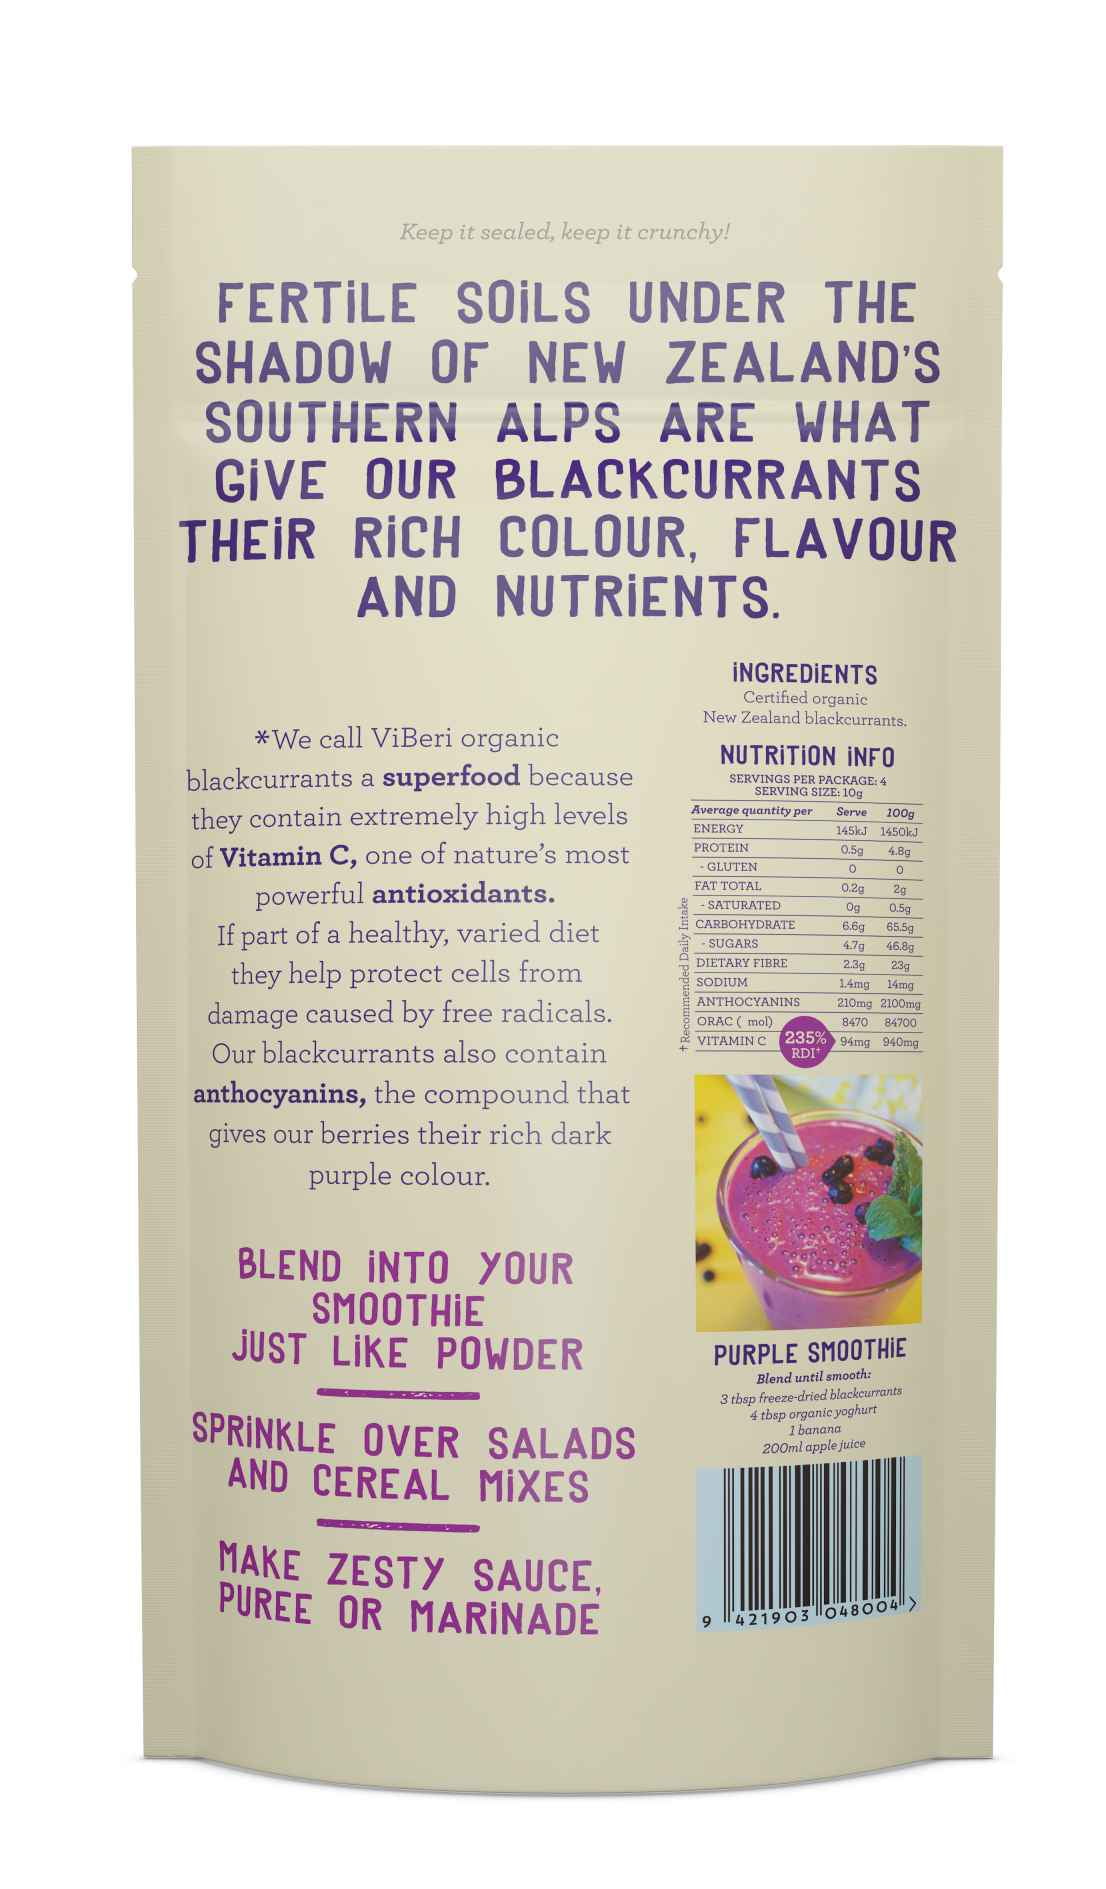 Keep it sealed, keep it crunchy!
FERTiLE SOiLS UNDER THE
SHADOW OF NEW ZEALAND'S
SOUTHERN ALPS ARE WHAT
GiVE OUR BLACKCURRANTS
THEiR RiCH COLOUR, FLAVOUR
AND NUTRiENTS.
*We call ViBeri organic
blackcurrants a superfood because
they contain extremely high levels
of Vitamin C, one of nature's most
powerful antioxidants.
If part of a healthy, varied diet
they help protect cells from
damage caused by free radicals.
Our blackcurrants also contain
anthocyanins, the compound that
gives our berries their rich dark
purple colour.
BLEND iNTO YOUR
SMOOTHiE
jUST LiKE POWDER
SPRiNKLE OVER SALADS
AND CEREAL MiXES
MAKE ZESTY SAUCE,
PUREE OR MARiNADE
iNGREDiENTS
Certified organic
New Zealand blackcurrants.
NUTRiTiON iNFO
SERVINGS PER PACKAGE: 4
SERVING SIZE: 10g
Average quantity per Serve 100g
ENERGY 145kJ 1450kJ
PROTEIN 0.5g 4.8g
- GLUTEN 0 0
FAT TOTAL 0.2g 2g
- SATURATED 0g 0.5g
CARBOHYDRATE 6.6g 65.5g
- SUGARS 4.7g 46.8g
DIETARY FIBRE 2.3g 23g
SODIUM 1.4mg 14mg
ANTHOCYANINS 210mg 2100mg
ORAC ( mol) 8470 84700
VITAMIN C 235% RDI† 94mg 940mg
† Recommended Daily Intake
PURPLE SMOOTHiE
Blend until smooth:
3 tbsp freeze-dried blackcurrants
4 tbsp organic yoghurt
1 banana
200ml apple juice
9 421903 048004 >